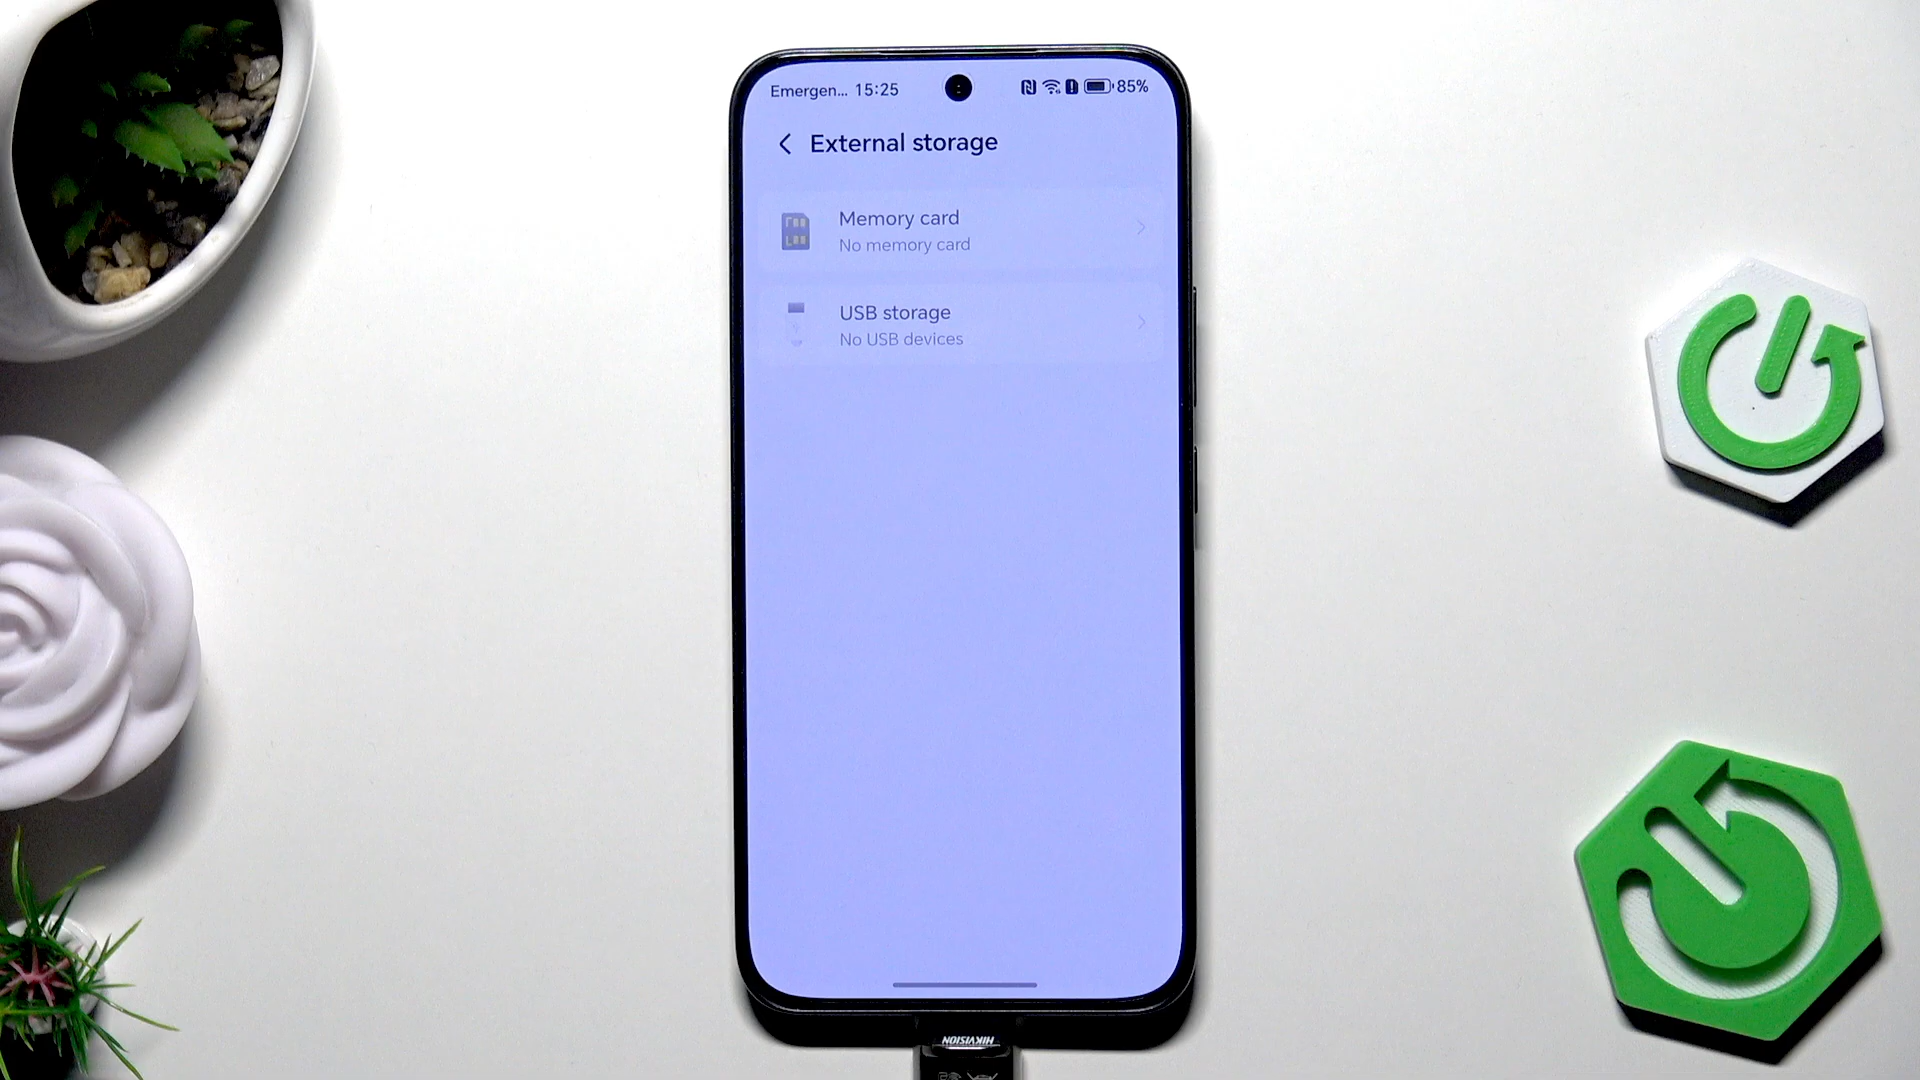 Emergen... 15:25
85%
External storage
Memory card
No memory card
USB storage
No USB devices
HIKVISION